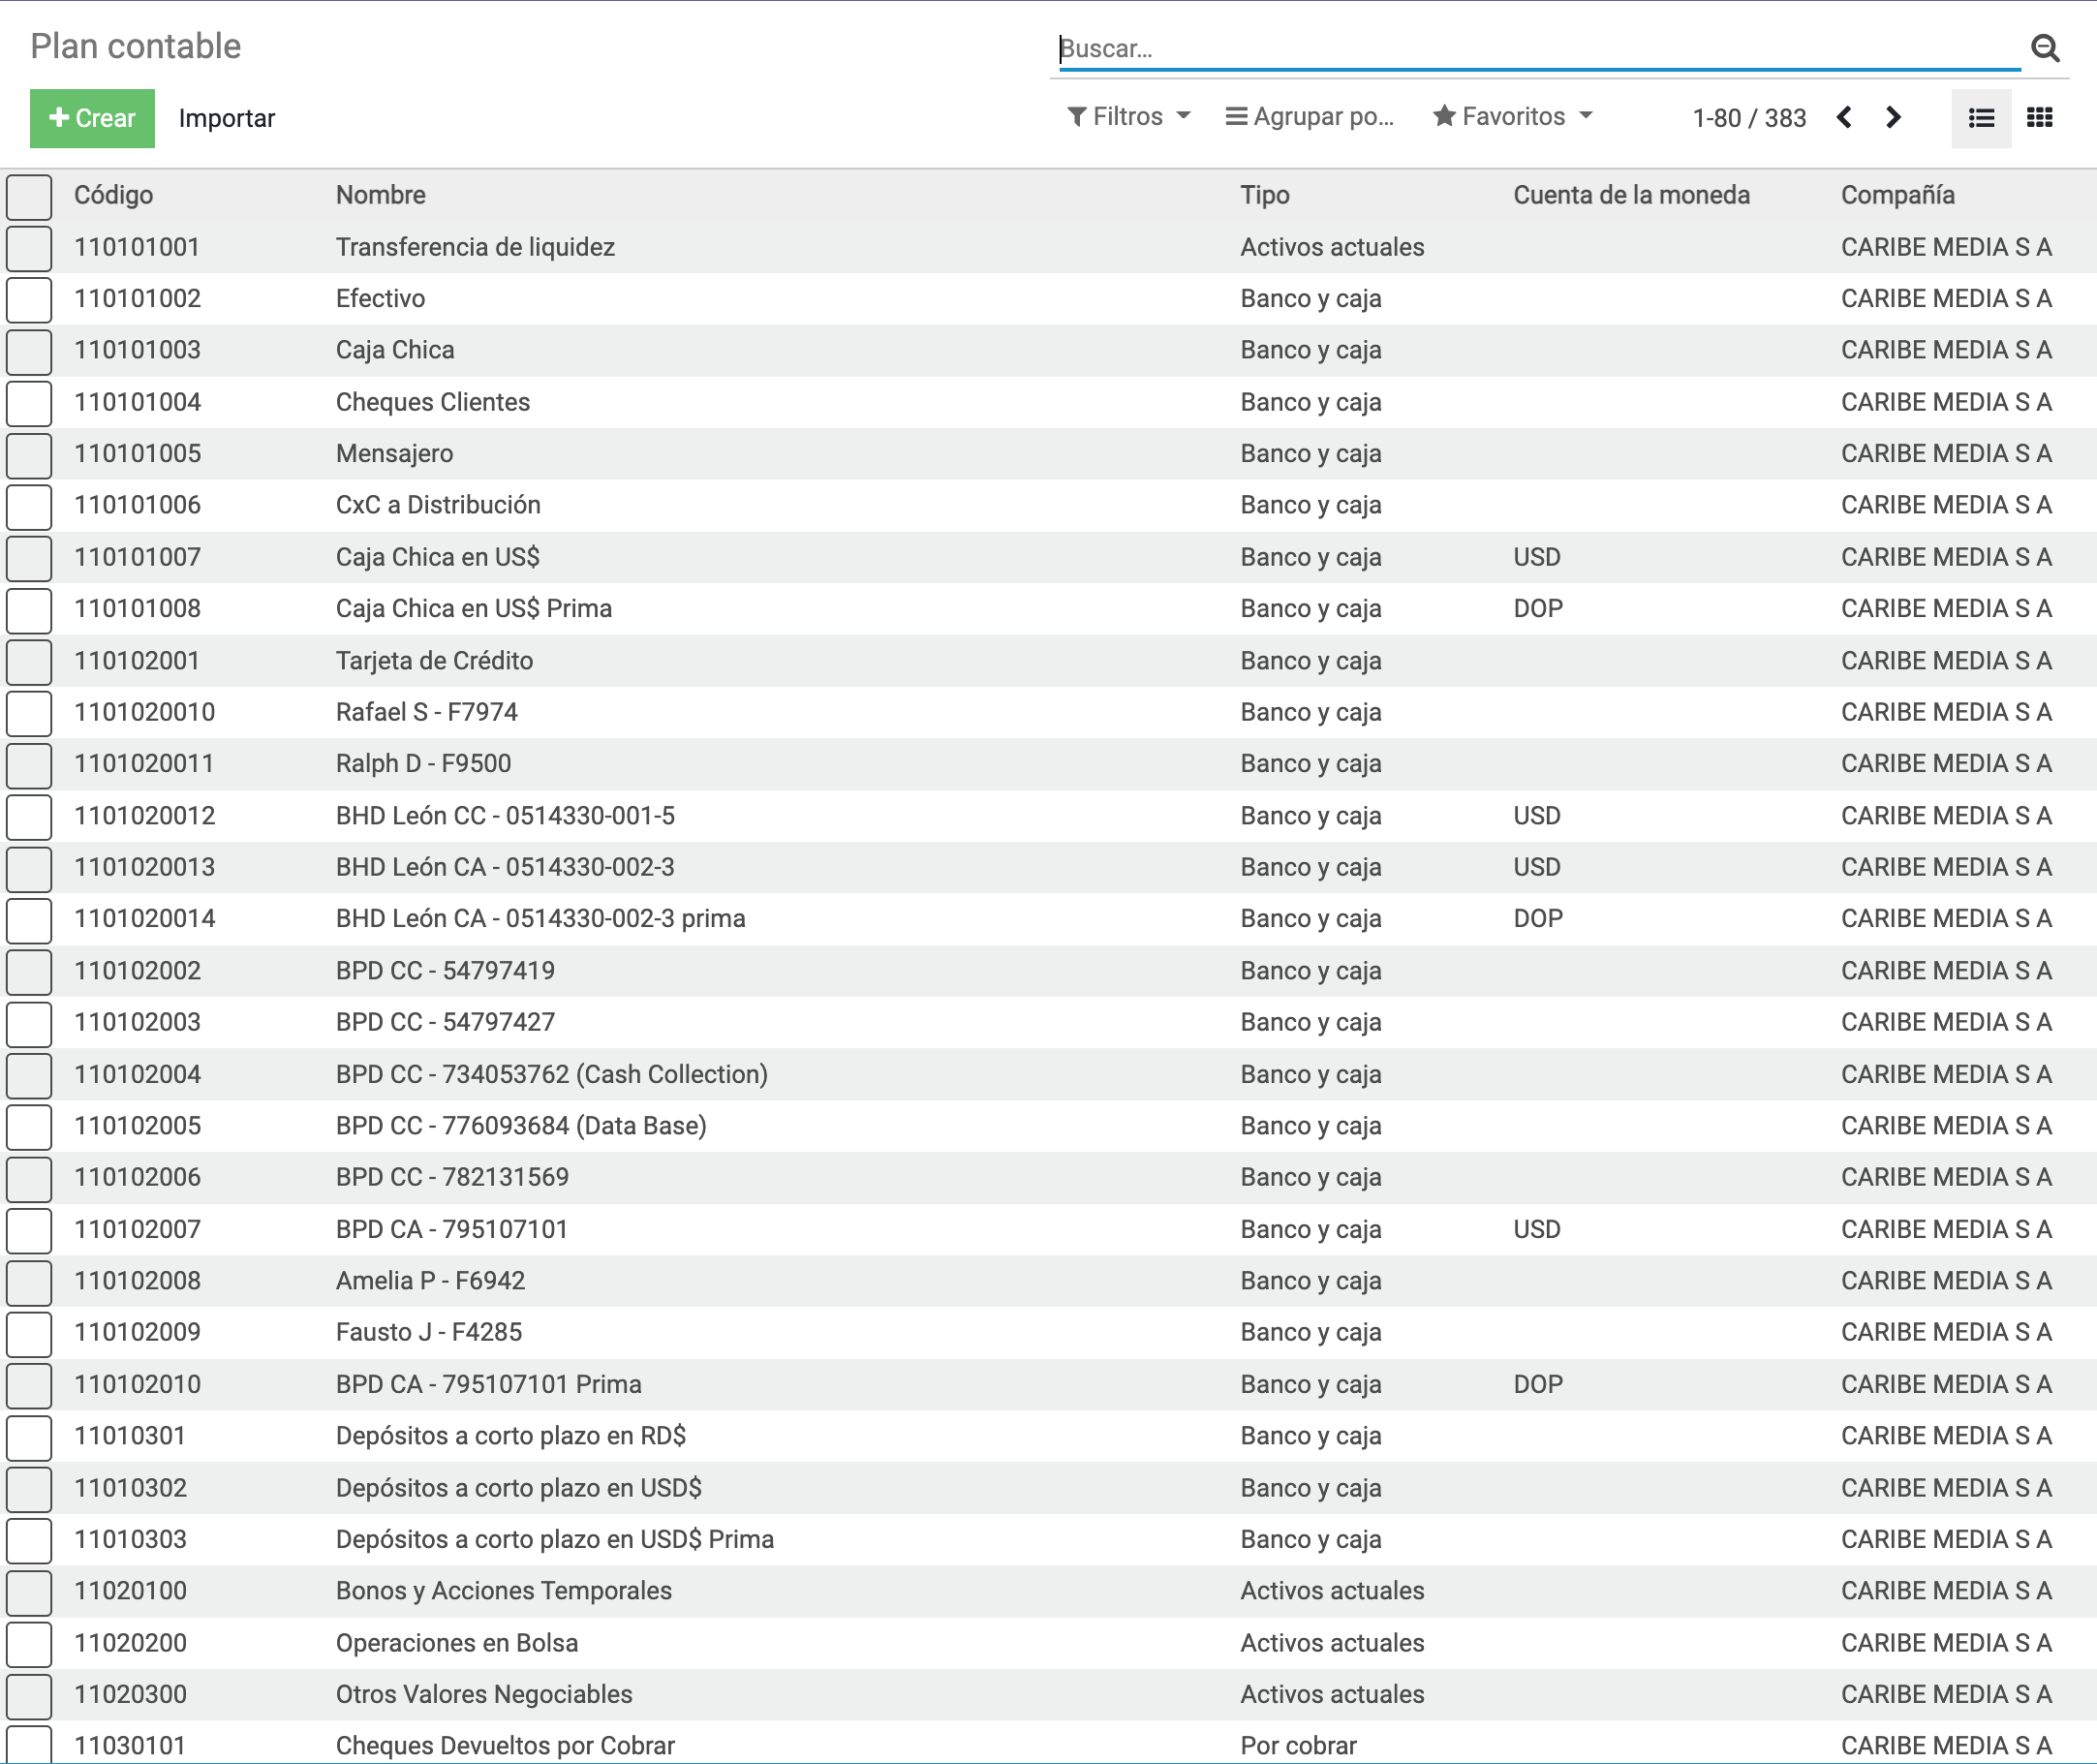 Plan contable
Buscar...
Crear Importar Filtros Agrupar po... Favoritos 1-80 / 383
Código Nombre Tipo Cuenta de la moneda Compañía
110101001 Transferencia de liquidez Activos actuales CARIBE MEDIA S A
110101002 Efectivo Banco y caja CARIBE MEDIA S A
110101003 Caja Chica Banco y caja CARIBE MEDIA S A
110101004 Cheques Clientes Banco y caja CARIBE MEDIA S A
110101005 Mensajero Banco y caja CARIBE MEDIA S A
110101006 CxC a Distribución Banco y caja CARIBE MEDIA S A
110101007 Caja Chica en US$ Banco y caja USD CARIBE MEDIA S A
110101008 Caja Chica en US$ Prima Banco y caja DOP CARIBE MEDIA S A
110102001 Tarjeta de Crédito Banco y caja CARIBE MEDIA S A
1101020010 Rafael S - F7974 Banco y caja CARIBE MEDIA S A
1101020011 Ralph D - F9500 Banco y caja CARIBE MEDIA S A
1101020012 BHD León CC - 0514330-001-5 Banco y caja USD CARIBE MEDIA S A
1101020013 BHD León CA - 0514330-002-3 Banco y caja USD CARIBE MEDIA S A
1101020014 BHD León CA - 0514330-002-3 prima Banco y caja DOP CARIBE MEDIA S A
110102002 BPD CC - 54797419 Banco y caja CARIBE MEDIA S A
110102003 BPD CC - 54797427 Banco y caja CARIBE MEDIA S A
110102004 BPD CC - 734053762 (Cash Collection) Banco y caja CARIBE MEDIA S A
110102005 BPD CC - 776093684 (Data Base) Banco y caja CARIBE MEDIA S A
110102006 BPD CC - 782131569 Banco y caja CARIBE MEDIA S A
110102007 BPD CA - 795107101 Banco y caja USD CARIBE MEDIA S A
110102008 Amelia P - F6942 Banco y caja CARIBE MEDIA S A
110102009 Fausto J - F4285 Banco y caja CARIBE MEDIA S A
110102010 BPD CA - 795107101 Prima Banco y caja DOP CARIBE MEDIA S A
11010301 Depósitos a corto plazo en RD$ Banco y caja CARIBE MEDIA S A
11010302 Depósitos a corto plazo en USD$ Banco y caja CARIBE MEDIA S A
11010303 Depósitos a corto plazo en USD$ Prima Banco y caja CARIBE MEDIA S A
11020100 Bonos y Acciones Temporales Activos actuales CARIBE MEDIA S A
11020200 Operaciones en Bolsa Activos actuales CARIBE MEDIA S A
11020300 Otros Valores Negociables Activos actuales CARIBE MEDIA S A
11030101 Cheques Devueltos por Cobrar Por cobrar CARIBE MEDIA S A